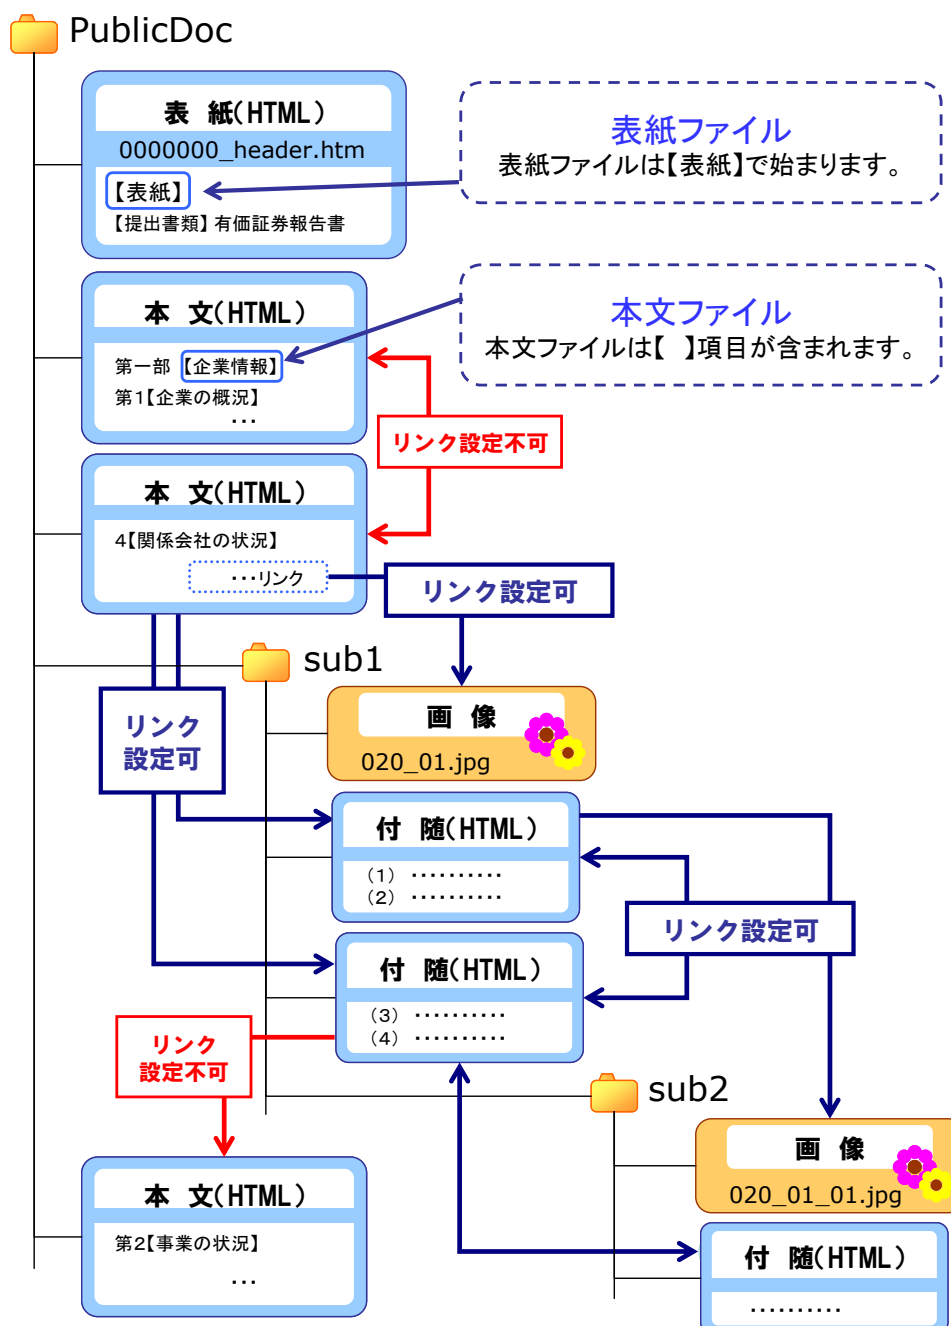 PublicDoc
表 紙(HTML)
0000000_header.htm
【表紙】
【提出書類】有価証券報告書
表紙ファイル
表紙ファイルは【表紙】で始まります。
本 文(HTML)
第一部 【企業情報】
第1【企業の概況】
…
本文ファイル
本文ファイルは【 】項目が含まれます。
リンク設定不可
本 文(HTML)
4【関係会社の状況】
…リンク
リンク設定可
sub1
リンク
設定可
画 像
020_01.jpg
付 随(HTML)
(1) ··········
(2) ··········
リンク設定可
付 随(HTML)
(3) ··········
(4) ··········
リンク
設定不可
sub2
画 像
020_01_01.jpg
本 文(HTML)
第2【事業の状況】
…
付 随(HTML)
··········